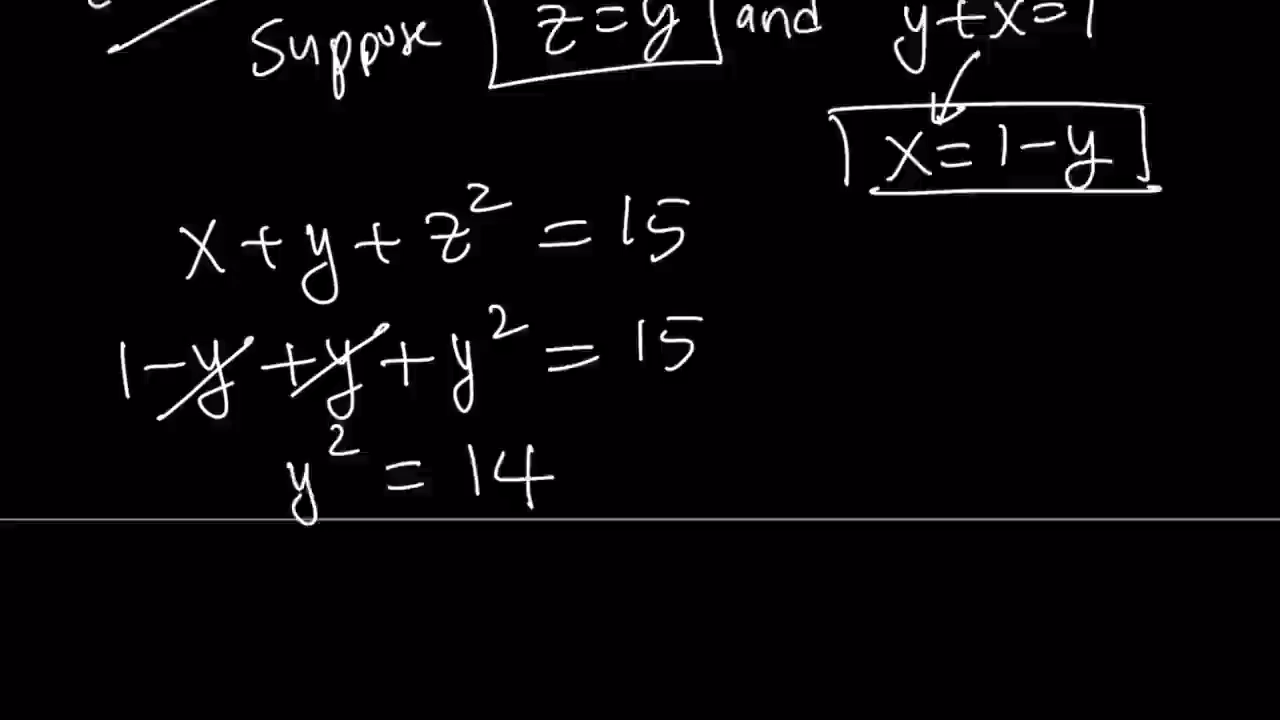 Suppose z=y and y+x=1
x=1-y
x+y+z²=15
1-y+y+y²=15
y²=14